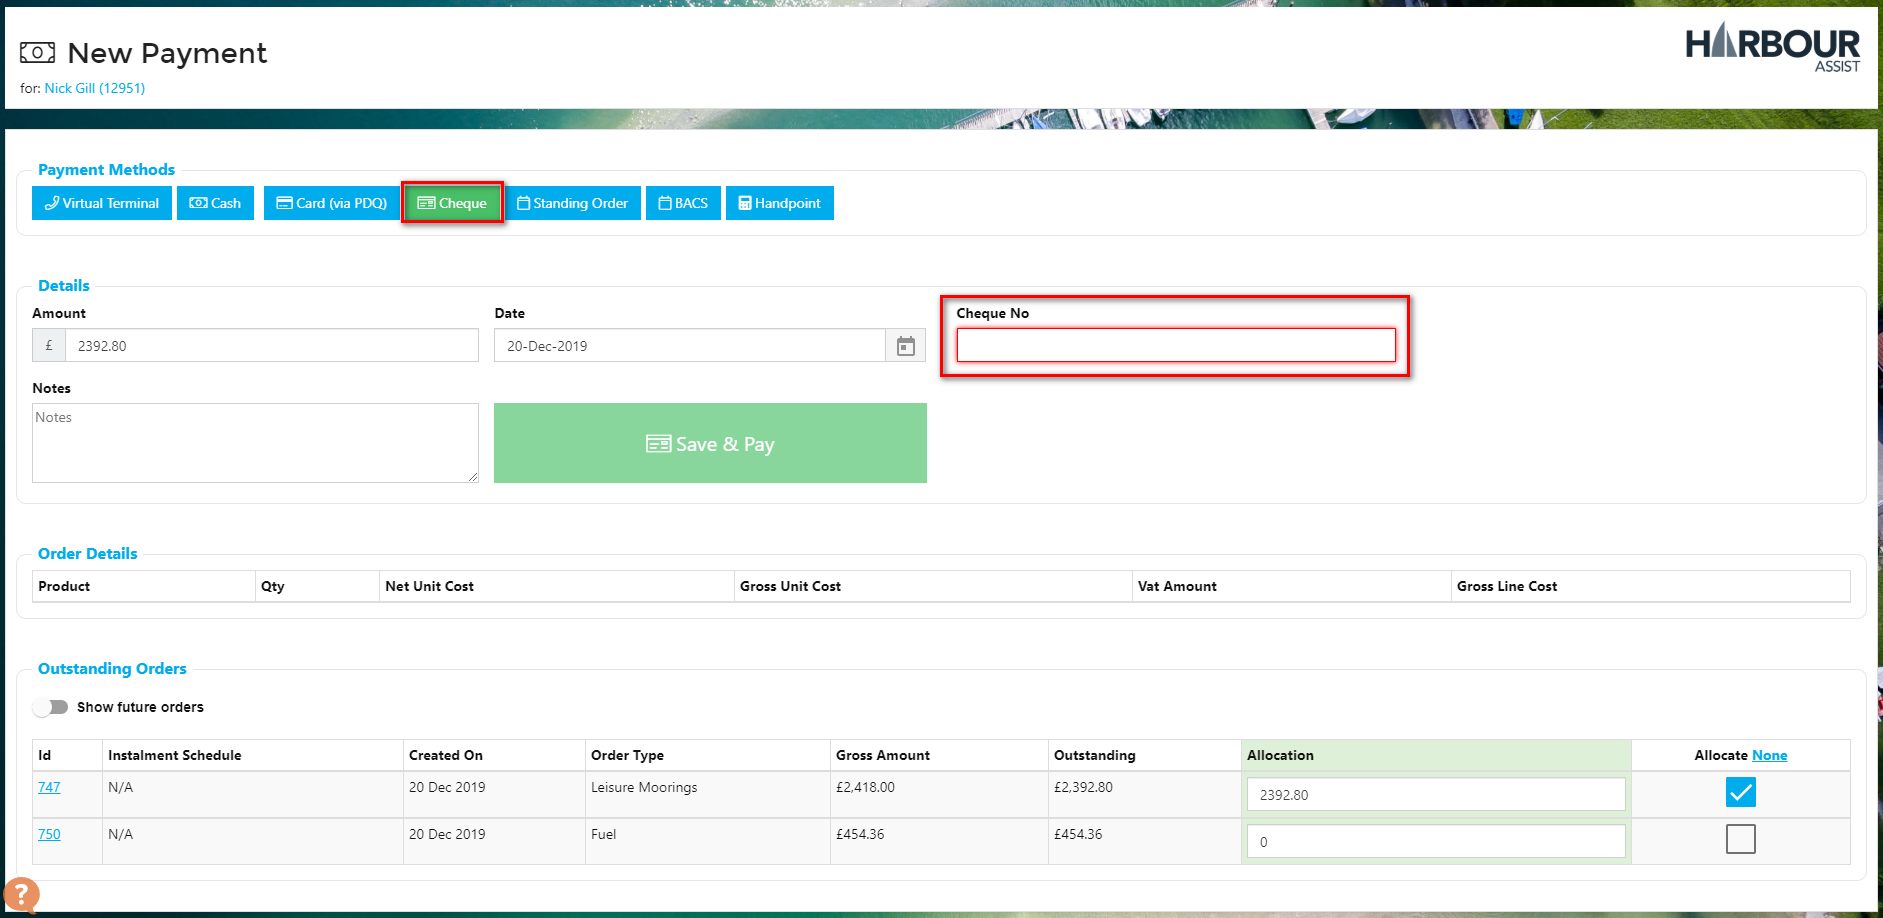 New Payment
for: Nick Gill (12951)
HARBOUR
ASSIST
Payment Methods
Virtual Terminal Cash Card (via PDQ) Cheque Standing Order BACS Handpoint
Details
Amount Date Cheque No
£ 2392.80 20-Dec-2019
Notes
Notes
Save & Pay
Order Details
Product Qty Net Unit Cost Gross Unit Cost Vat Amount Gross Line Cost
Outstanding Orders
Show future orders
Id Instalment Schedule Created On Order Type Gross Amount Outstanding Allocation Allocate None
747 N/A 20 Dec 2019 Leisure Moorings £2,418.00 £2,392.80 2392.80
750 N/A 20 Dec 2019 Fuel £454.36 £454.36 0
?